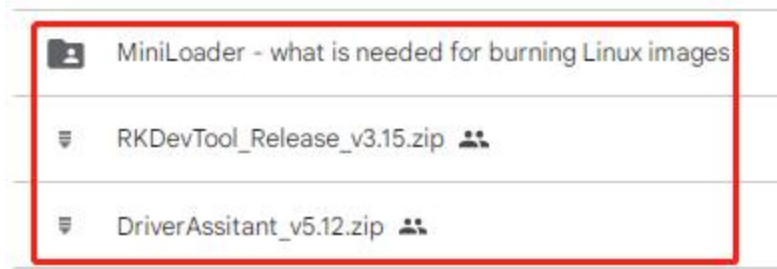 MiniLoader - what is needed for burning Linux images
RKDevTool_Release_v3.15.zip
DriverAssitant_v5.12.zip